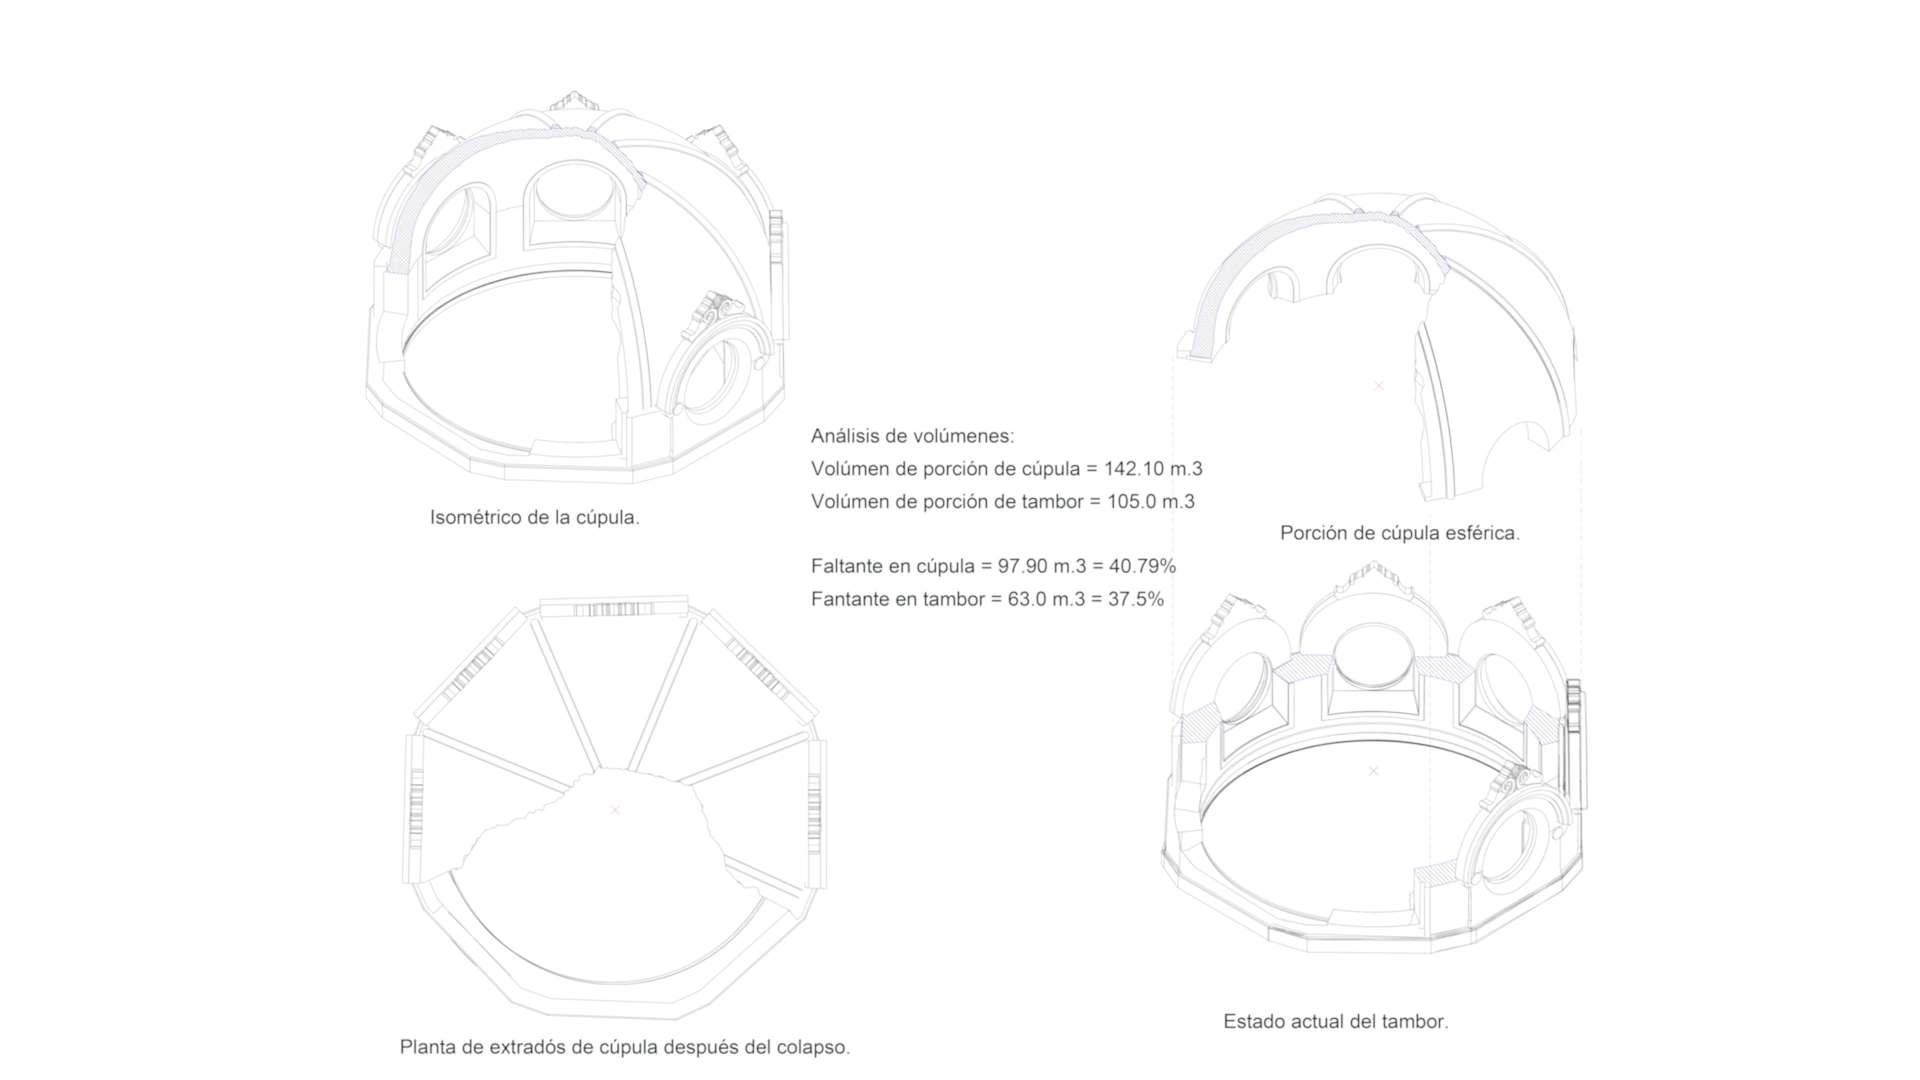 Análisis de volúmenes:
Volúmen de porción de cúpula = 142.10 m.3
Volúmen de porción de tambor = 105.0 m.3
Faltante en cúpula = 97.90 m.3 = 40.79%
Fantante en tambor = 63.0 m.3 = 37.5%
Isométrico de la cúpula.
Porción de cúpula esférica.
Planta de extradós de cúpula después del colapso.
Estado actual del tambor.